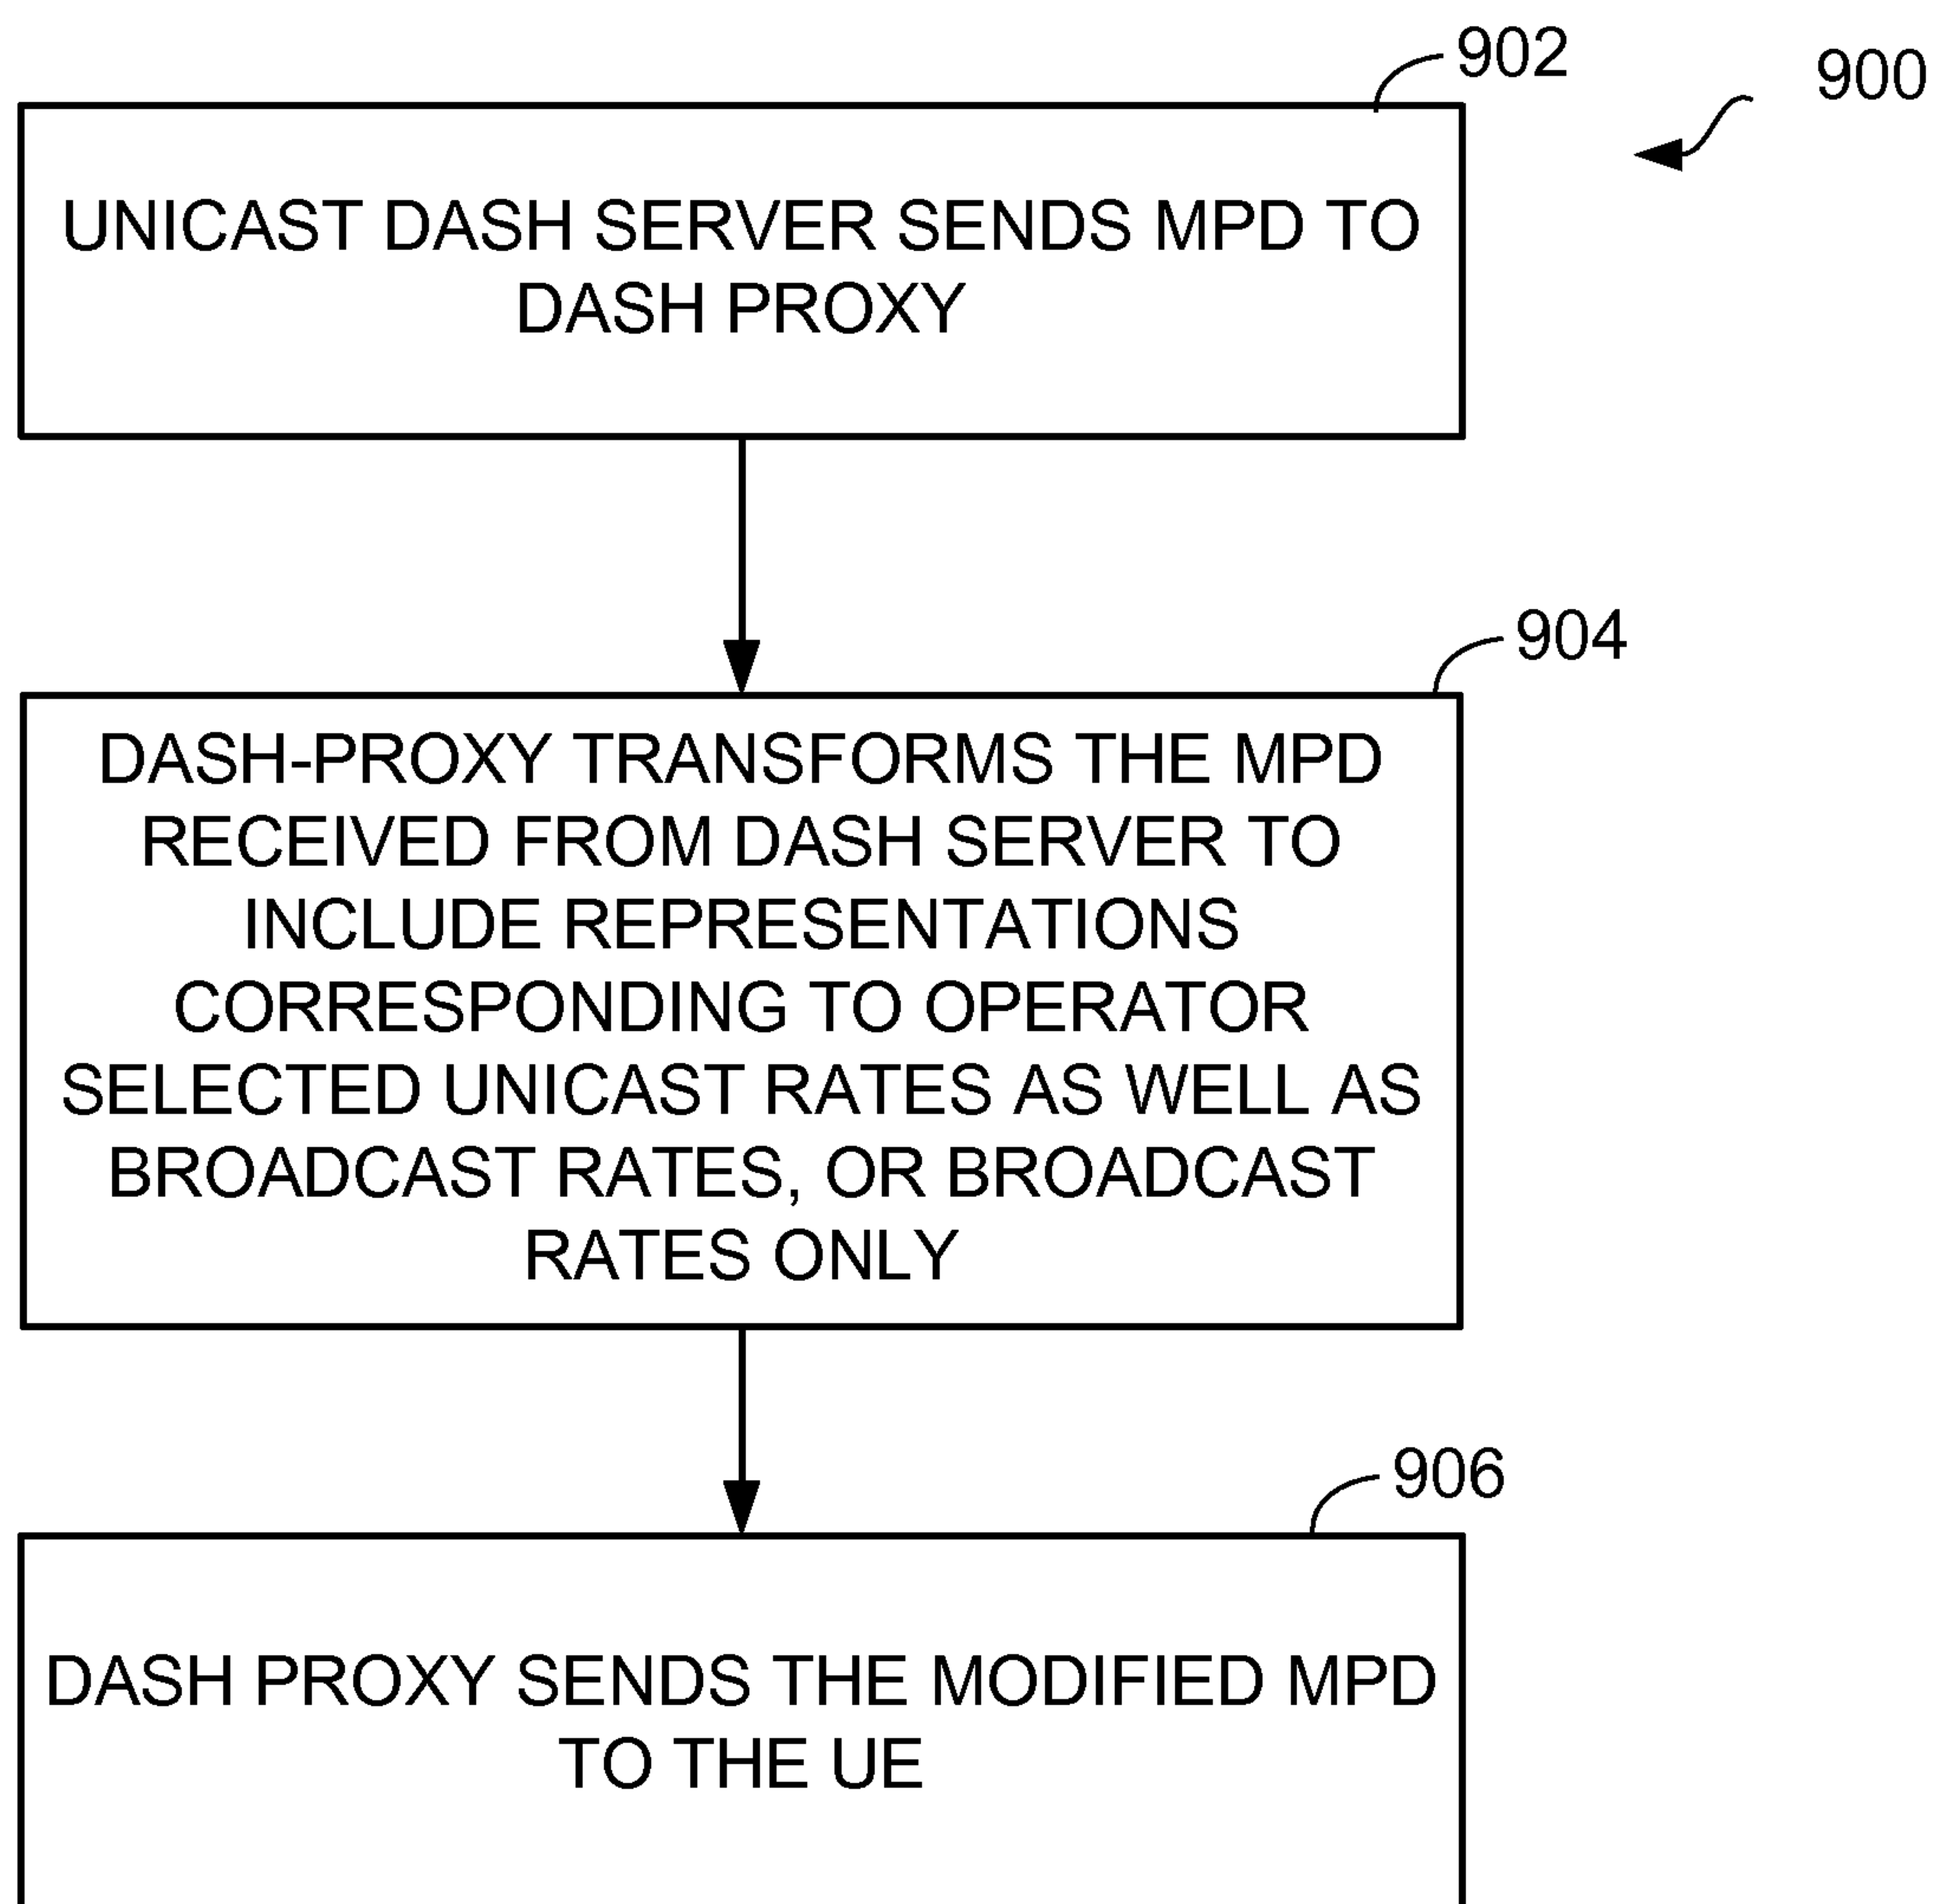 902
900
UNICAST DASH SERVER SENDS MPD TO
DASH PROXY
904
DASH-PROXY TRANSFORMS THE MPD
RECEIVED FROM DASH SERVER TO
INCLUDE REPRESENTATIONS
CORRESPONDING TO OPERATOR
SELECTED UNICAST RATES AS WELL AS
BROADCAST RATES, OR BROADCAST
RATES ONLY
906
DASH PROXY SENDS THE MODIFIED MPD
TO THE UE